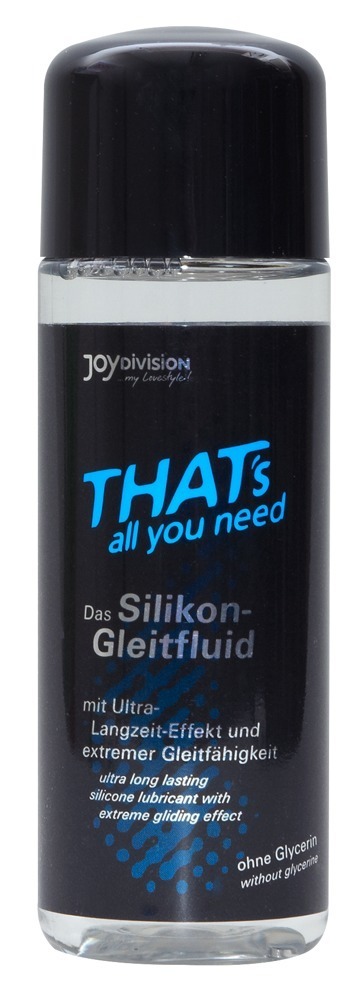 JOYDIVISION
...my Lovestyle!
THAT's
all you need
Das Silikon-
Gleitfluid
mit Ultra-
Langzeit-Effekt und
extremer Gleitfähigkeit
ultra long lasting
silicone lubricant with
extreme gliding effect
ohne Glycerin
without glycerine